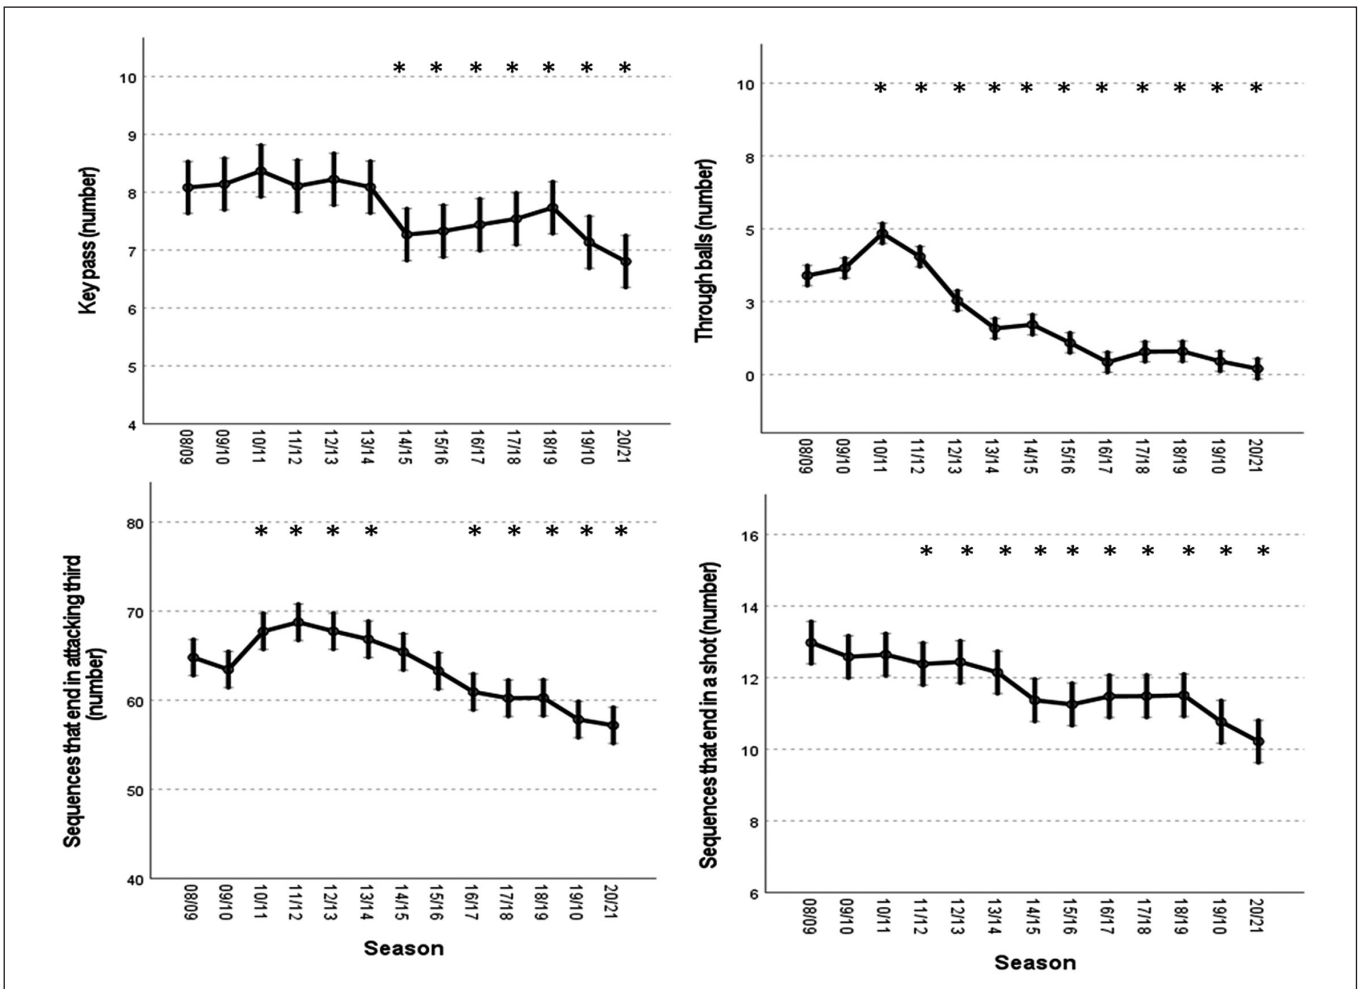 * * * * * * *
10
9
8
7
6
5
4
Key pass (number)
08/09 09/10 10/11 11/12 12/13 13/14 14/15 15/16 16/17 17/18 18/19 19/10 20/21
* * * * * * * * * * *
10
8
5
3
0
Through balls (number)
08/09 09/10 10/11 11/12 12/13 13/14 14/15 15/16 16/17 17/18 18/19 19/10 20/21
* * * * * * * * *
80
70
60
50
40
Sequences that end in attacking third
(number)
08/09 09/10 10/11 11/12 12/13 13/14 14/15 15/16 16/17 17/18 18/19 19/10 20/21
Season
* * * * * * * * * *
16
14
12
10
8
6
Sequences that end in a shot (number)
08/09 09/10 10/11 11/12 12/13 13/14 14/15 15/16 16/17 17/18 18/19 19/10 20/21
Season